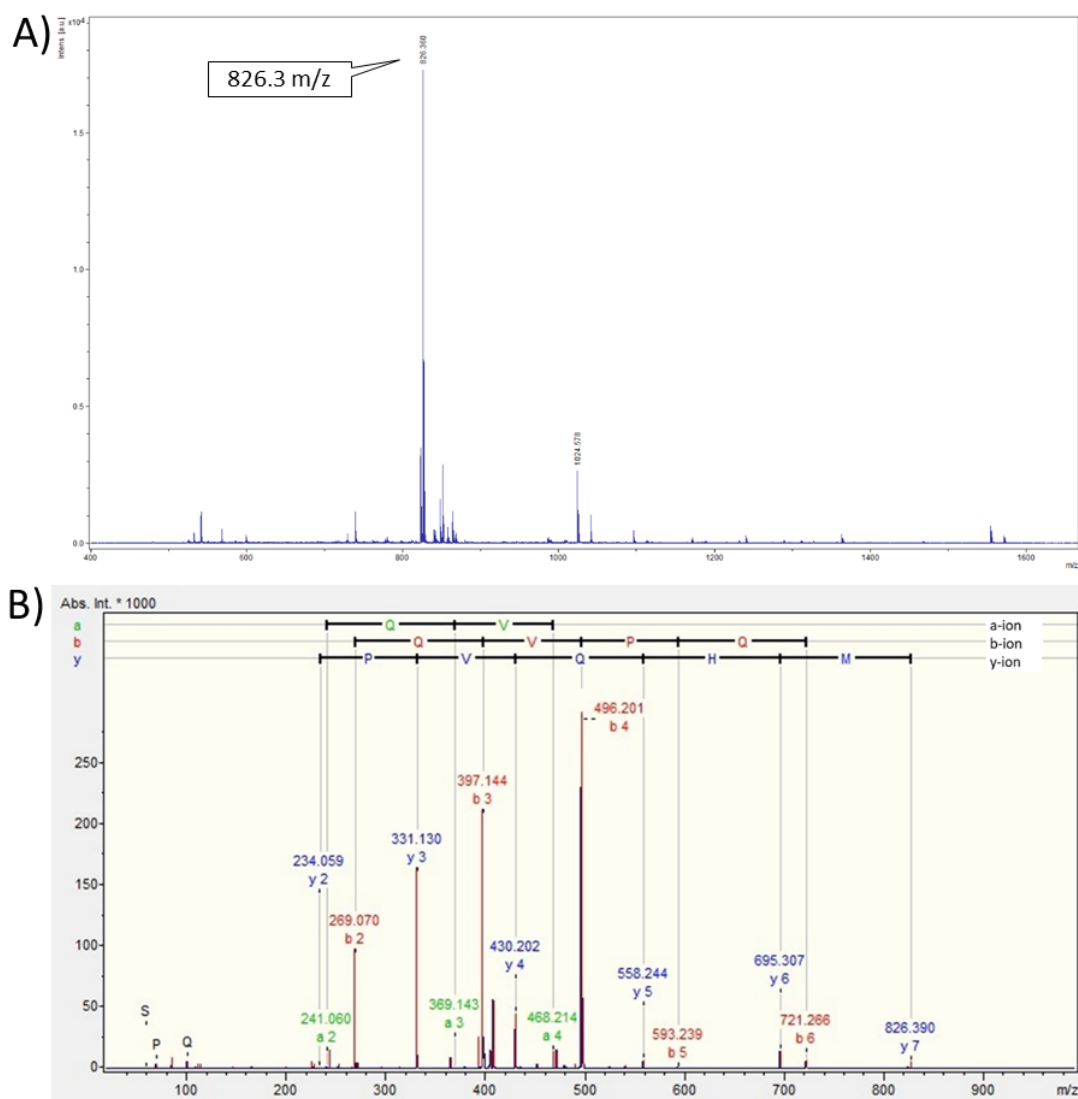 A)
Intens. [a.u.]
x10⁴
826.360
826.3 m/z
1.5
1.0
0.5
1024.578
0.0
400
600
800
1000
1200
1400
1600
m/z
B)
Abs. Int. * 1000
a Q V a-ion
b Q V P Q b-ion
y P V Q H M y-ion
496.201
b 4
250
397.144
b 3
200
331.130
y 3
234.059
y 2
150
269.070
b 2
100
430.202
y 4
695.307
y 6
558.244
y 5
50
S
P
Q
241.060
a 2
369.143
a 3
468.214
a 4
593.239
b 5
721.266
b 6
826.390
y 7
0
100
200
300
400
500
600
700
800
900
m/z